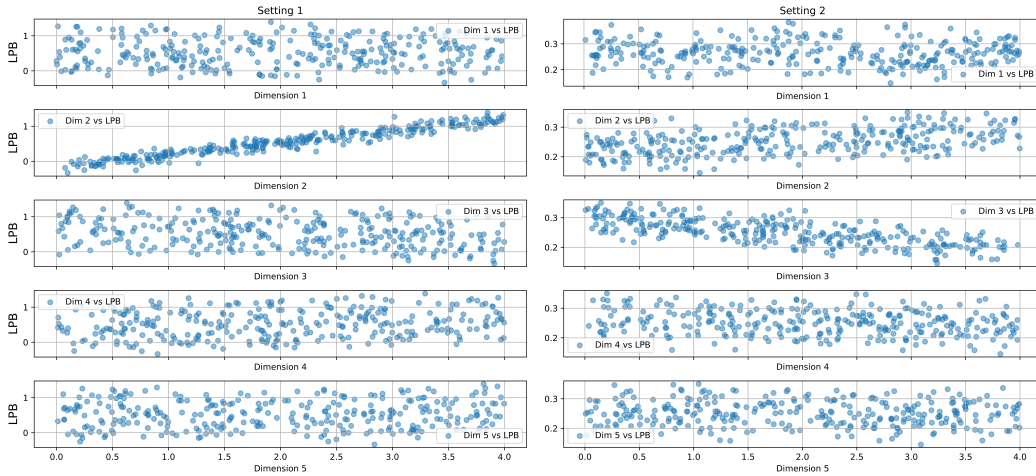 Setting 1
LPB
1
0
Dim 1 vs LPB
Dimension 1
LPB
1
0
Dim 2 vs LPB
Dimension 2
LPB
1
0
Dim 3 vs LPB
Dimension 3
LPB
1
0
Dim 4 vs LPB
Dimension 4
LPB
1
0
Dim 5 vs LPB
0.0 0.5 1.0 1.5 2.0 2.5 3.0 3.5 4.0
Dimension 5
Setting 2
0.3
0.2
Dim 1 vs LPB
Dimension 1
0.3
0.2
Dim 2 vs LPB
Dimension 2
0.3
0.2
Dim 3 vs LPB
Dimension 3
0.3
0.2
Dim 4 vs LPB
Dimension 4
0.3
0.2
Dim 5 vs LPB
0.0 0.5 1.0 1.5 2.0 2.5 3.0 3.5 4.0
Dimension 5